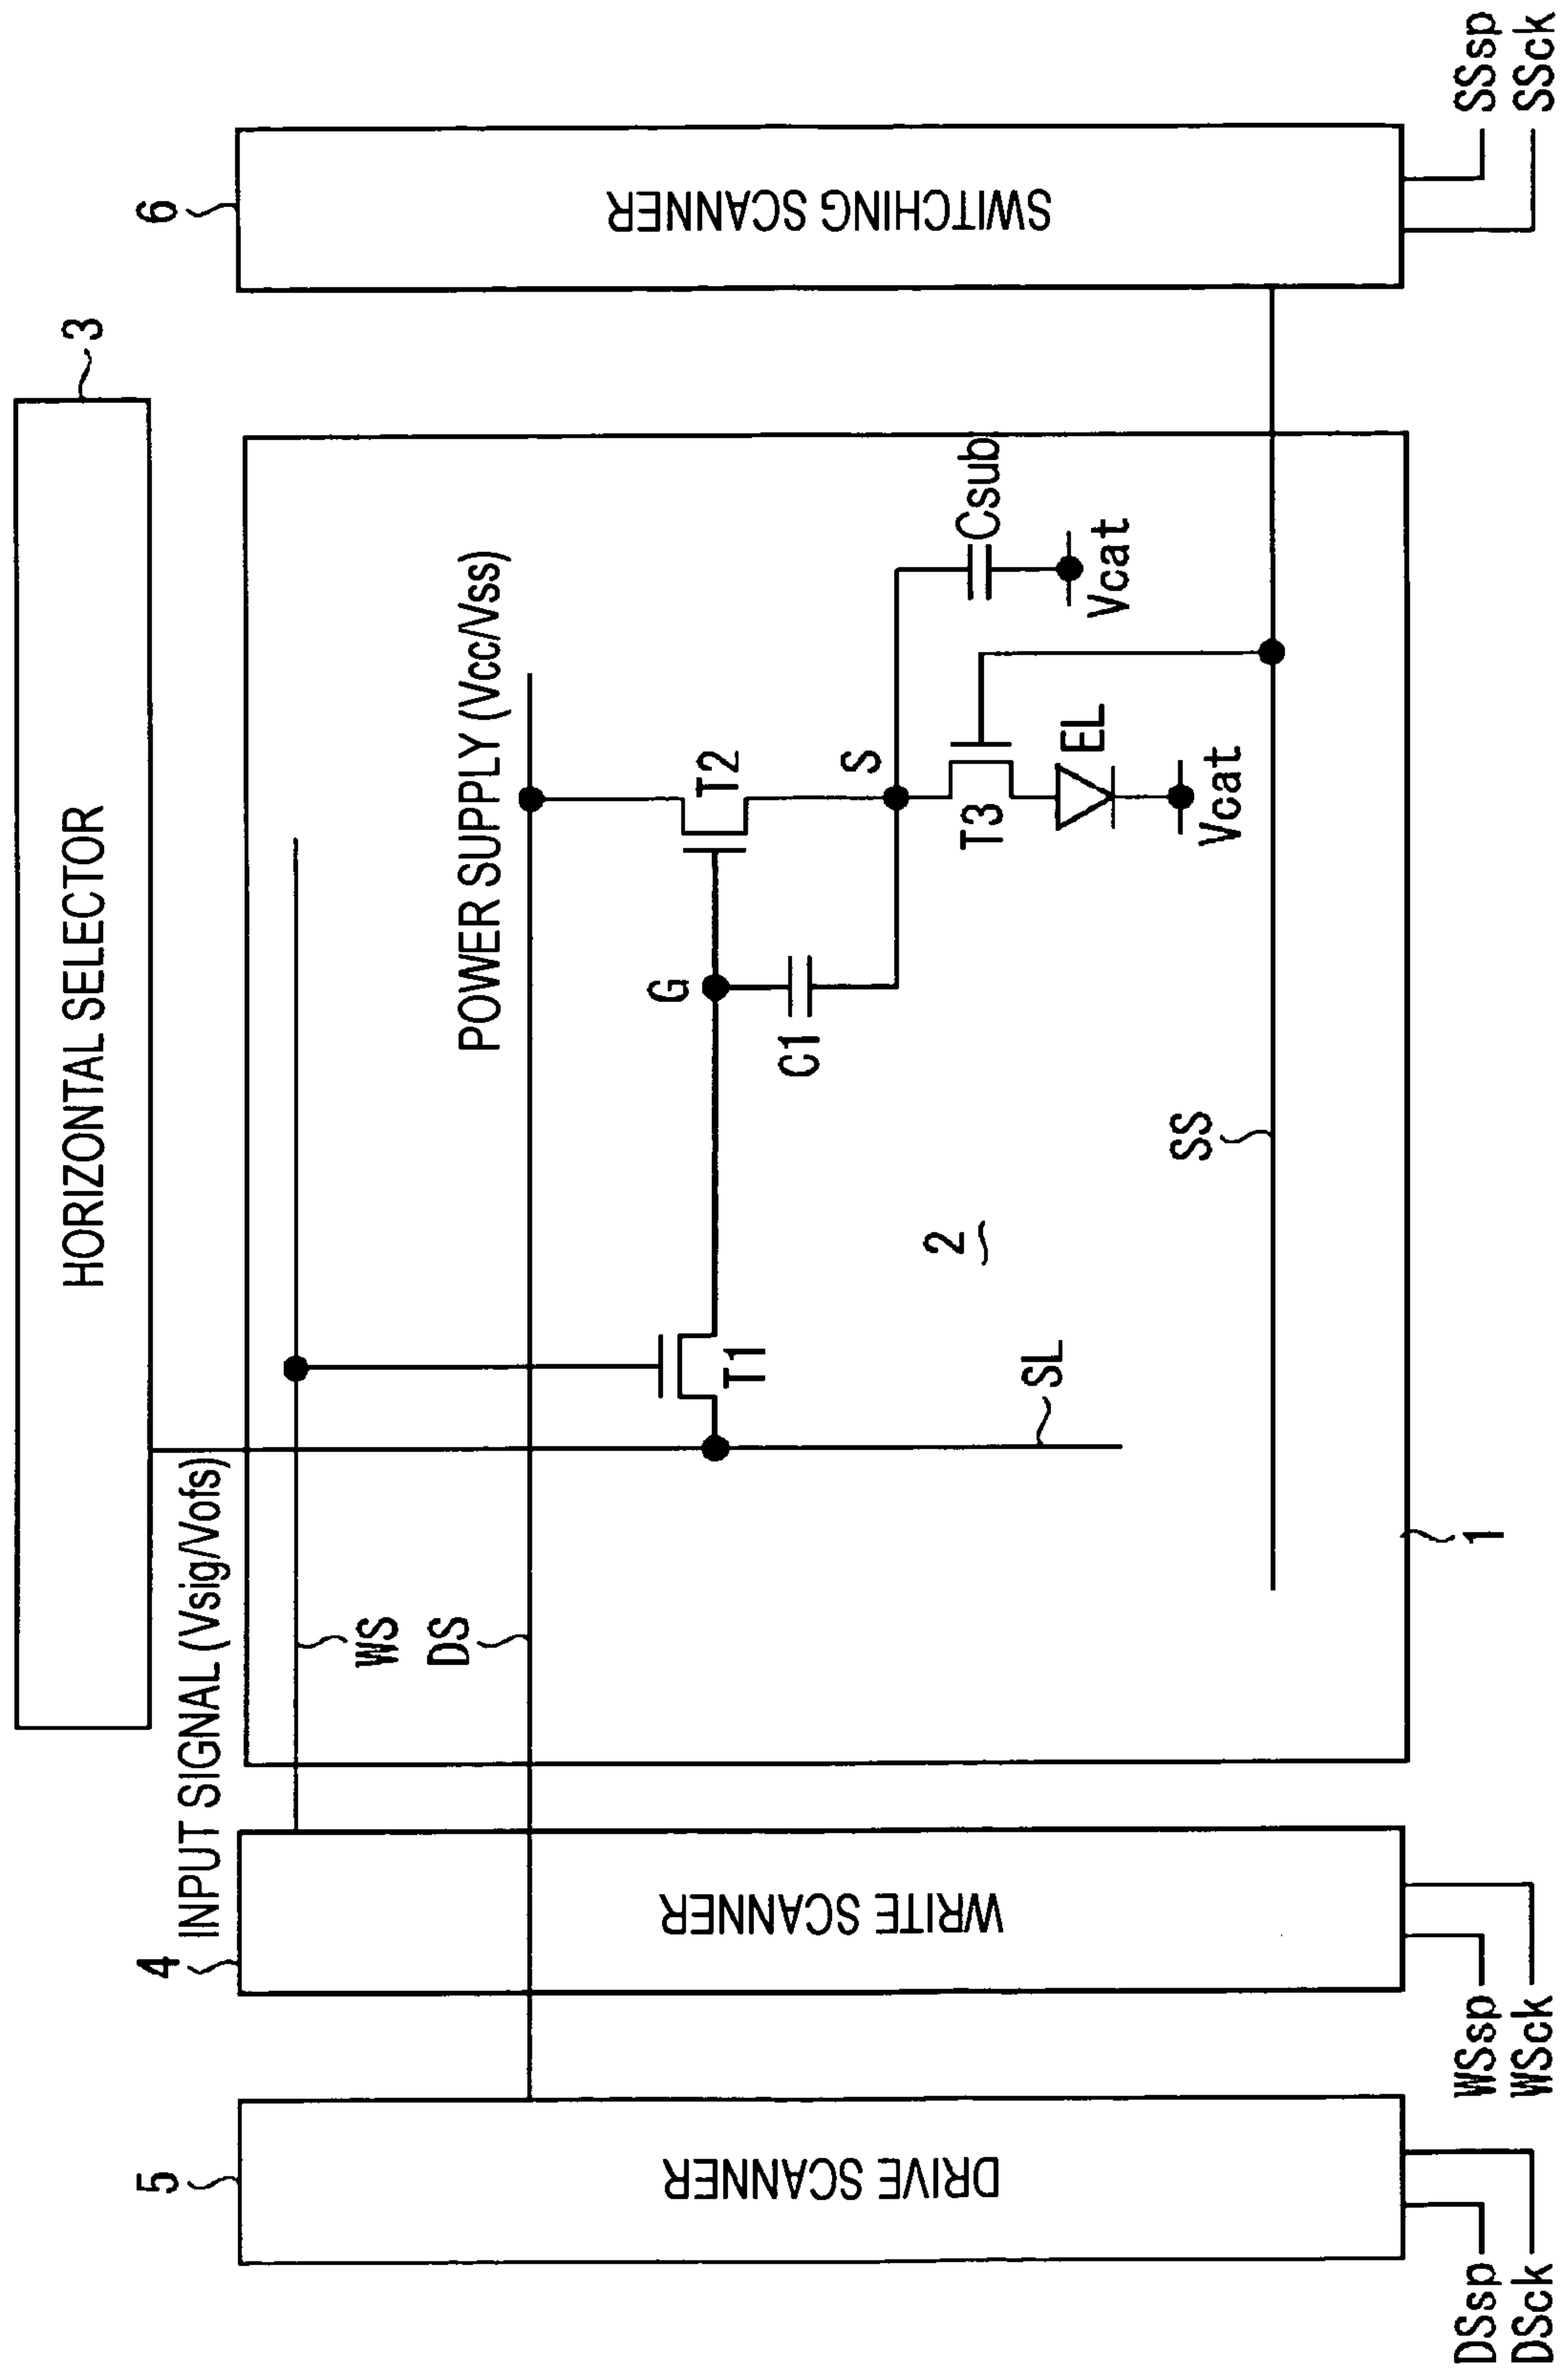 HORIZONTAL SELECTOR
3
5
4
INPUT SIGNAL (Vsig/Vofs)
6
WS
DS
POWER SUPPLY (Vcc/Vss)
DRIVE SCANNER
WRITE SCANNER
SWITCHING SCANNER
T1
G
T2
C1
S
2
T3
Csub
SL
EL
Vcat
SS
Vcat
1
DSsp
DSck
WSsp
WSck
SSsp
SSck